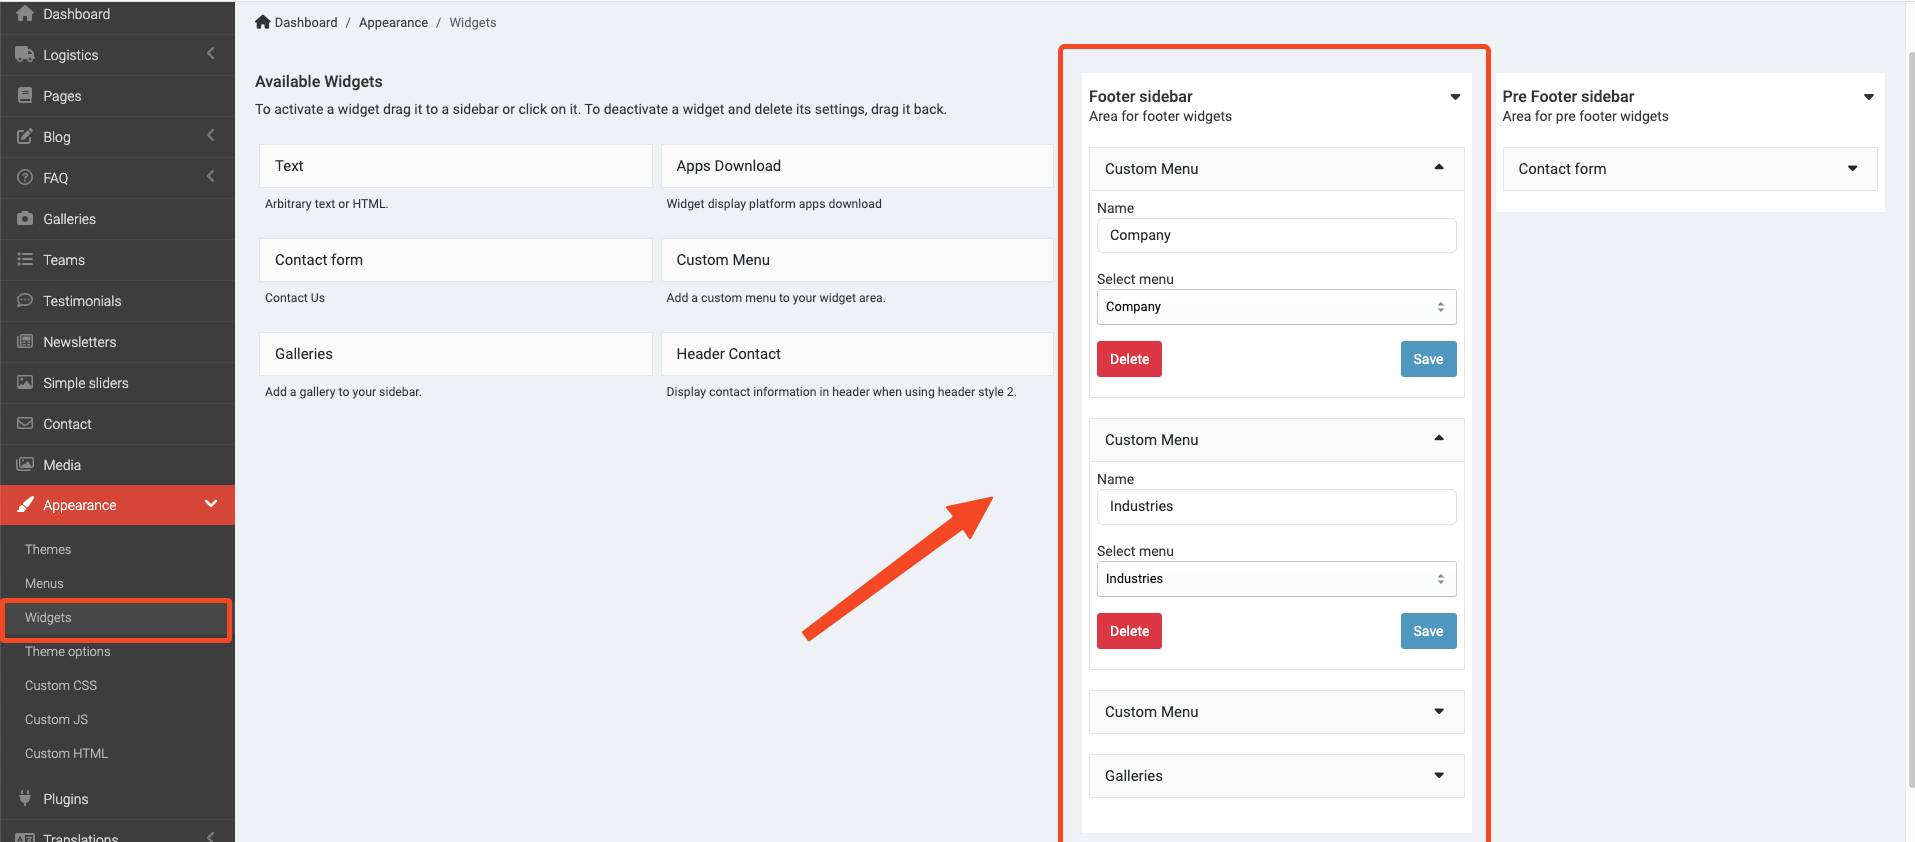 Dashboard
Logistics
Pages
Blog
FAQ
Galleries
Teams
Testimonials
Newsletters
Simple sliders
Contact
Media
Appearance
Themes
Menus
Widgets
Theme options
Custom CSS
Custom JS
Custom HTML
Plugins
Translations
Dashboard / Appearance / Widgets
Available Widgets
To activate a widget drag it to a sidebar or click on it. To deactivate a widget and delete its settings, drag it back.
Text
Arbitrary text or HTML.
Apps Download
Widget display platform apps download
Contact form
Contact Us
Custom Menu
Add a custom menu to your widget area.
Galleries
Add a gallery to your sidebar.
Header Contact
Display contact information in header when using header style 2.
Footer sidebar
Area for footer widgets
Custom Menu
Name
Company
Select menu
Company
Delete Save
Custom Menu
Name
Industries
Select menu
Industries
Delete Save
Custom Menu
Galleries
Pre Footer sidebar
Area for pre footer widgets
Contact form